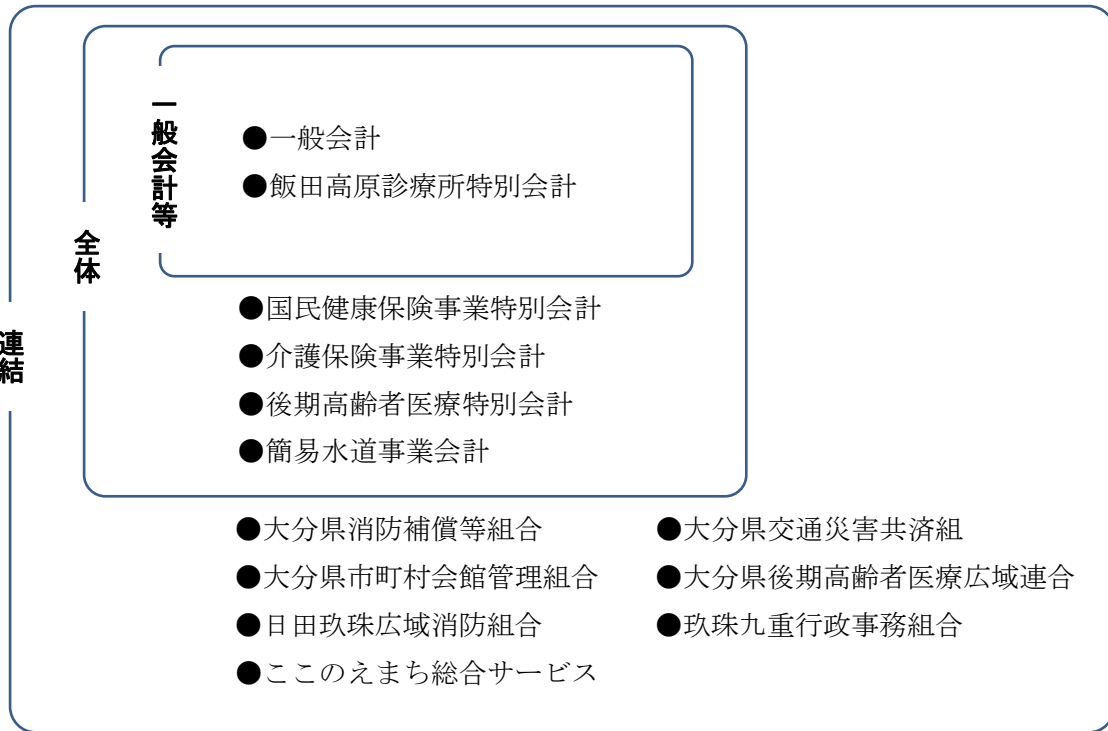 一般会計等
●一般会計
●飯田高原診療所特別会計
全体
●国民健康保険事業特別会計
●介護保険事業特別会計
●後期高齢者医療特別会計
●簡易水道事業会計
連結
●大分県消防補償等組合
●大分県交通災害共済組
●大分県市町村会館管理組合
●大分県後期高齢者医療広域連合
●日田玖珠広域消防組合
●玖珠九重行政事務組合
●ここのえまち総合サービス